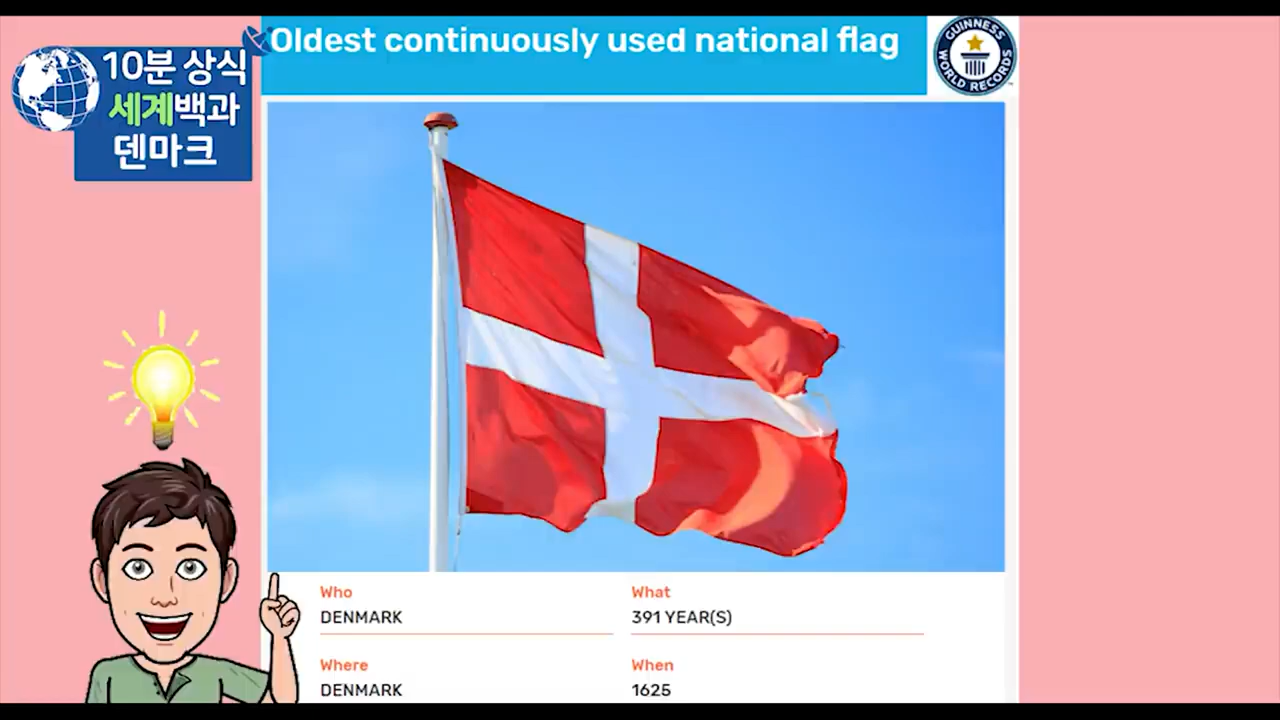 Oldest continuously used national flag
GUINNESS
WORLD RECORDS
10분 상식
세계백과
덴마크
Who
DENMARK
What
391 YEAR(S)
Where
DENMARK
When
1625